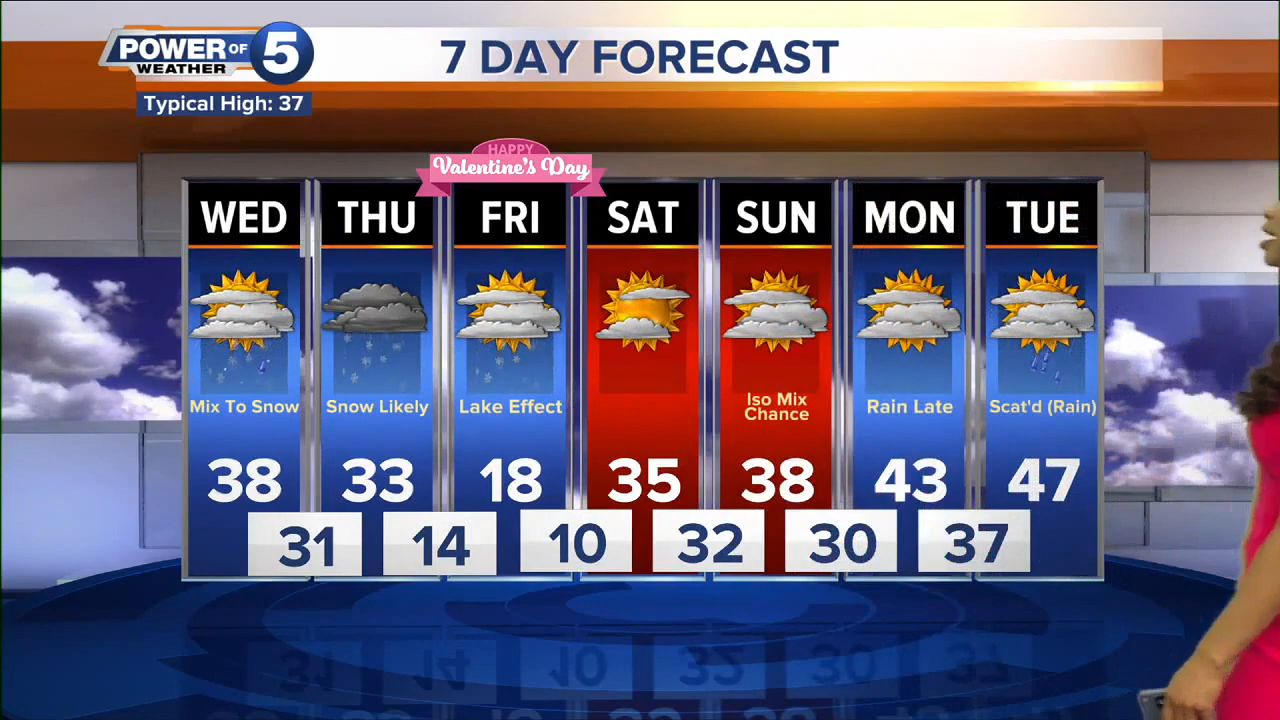 POWER OF 5
WEATHER
7 DAY FORECAST
Typical High: 37
HAPPY
Valentine's Day
WED THU FRI SAT SUN MON TUE
Mix To Snow Snow Likely Lake Effect Iso Mix Chance Rain Late Scat'd (Rain)
38 33 18 35 38 43 47
31 14 10 32 30 37